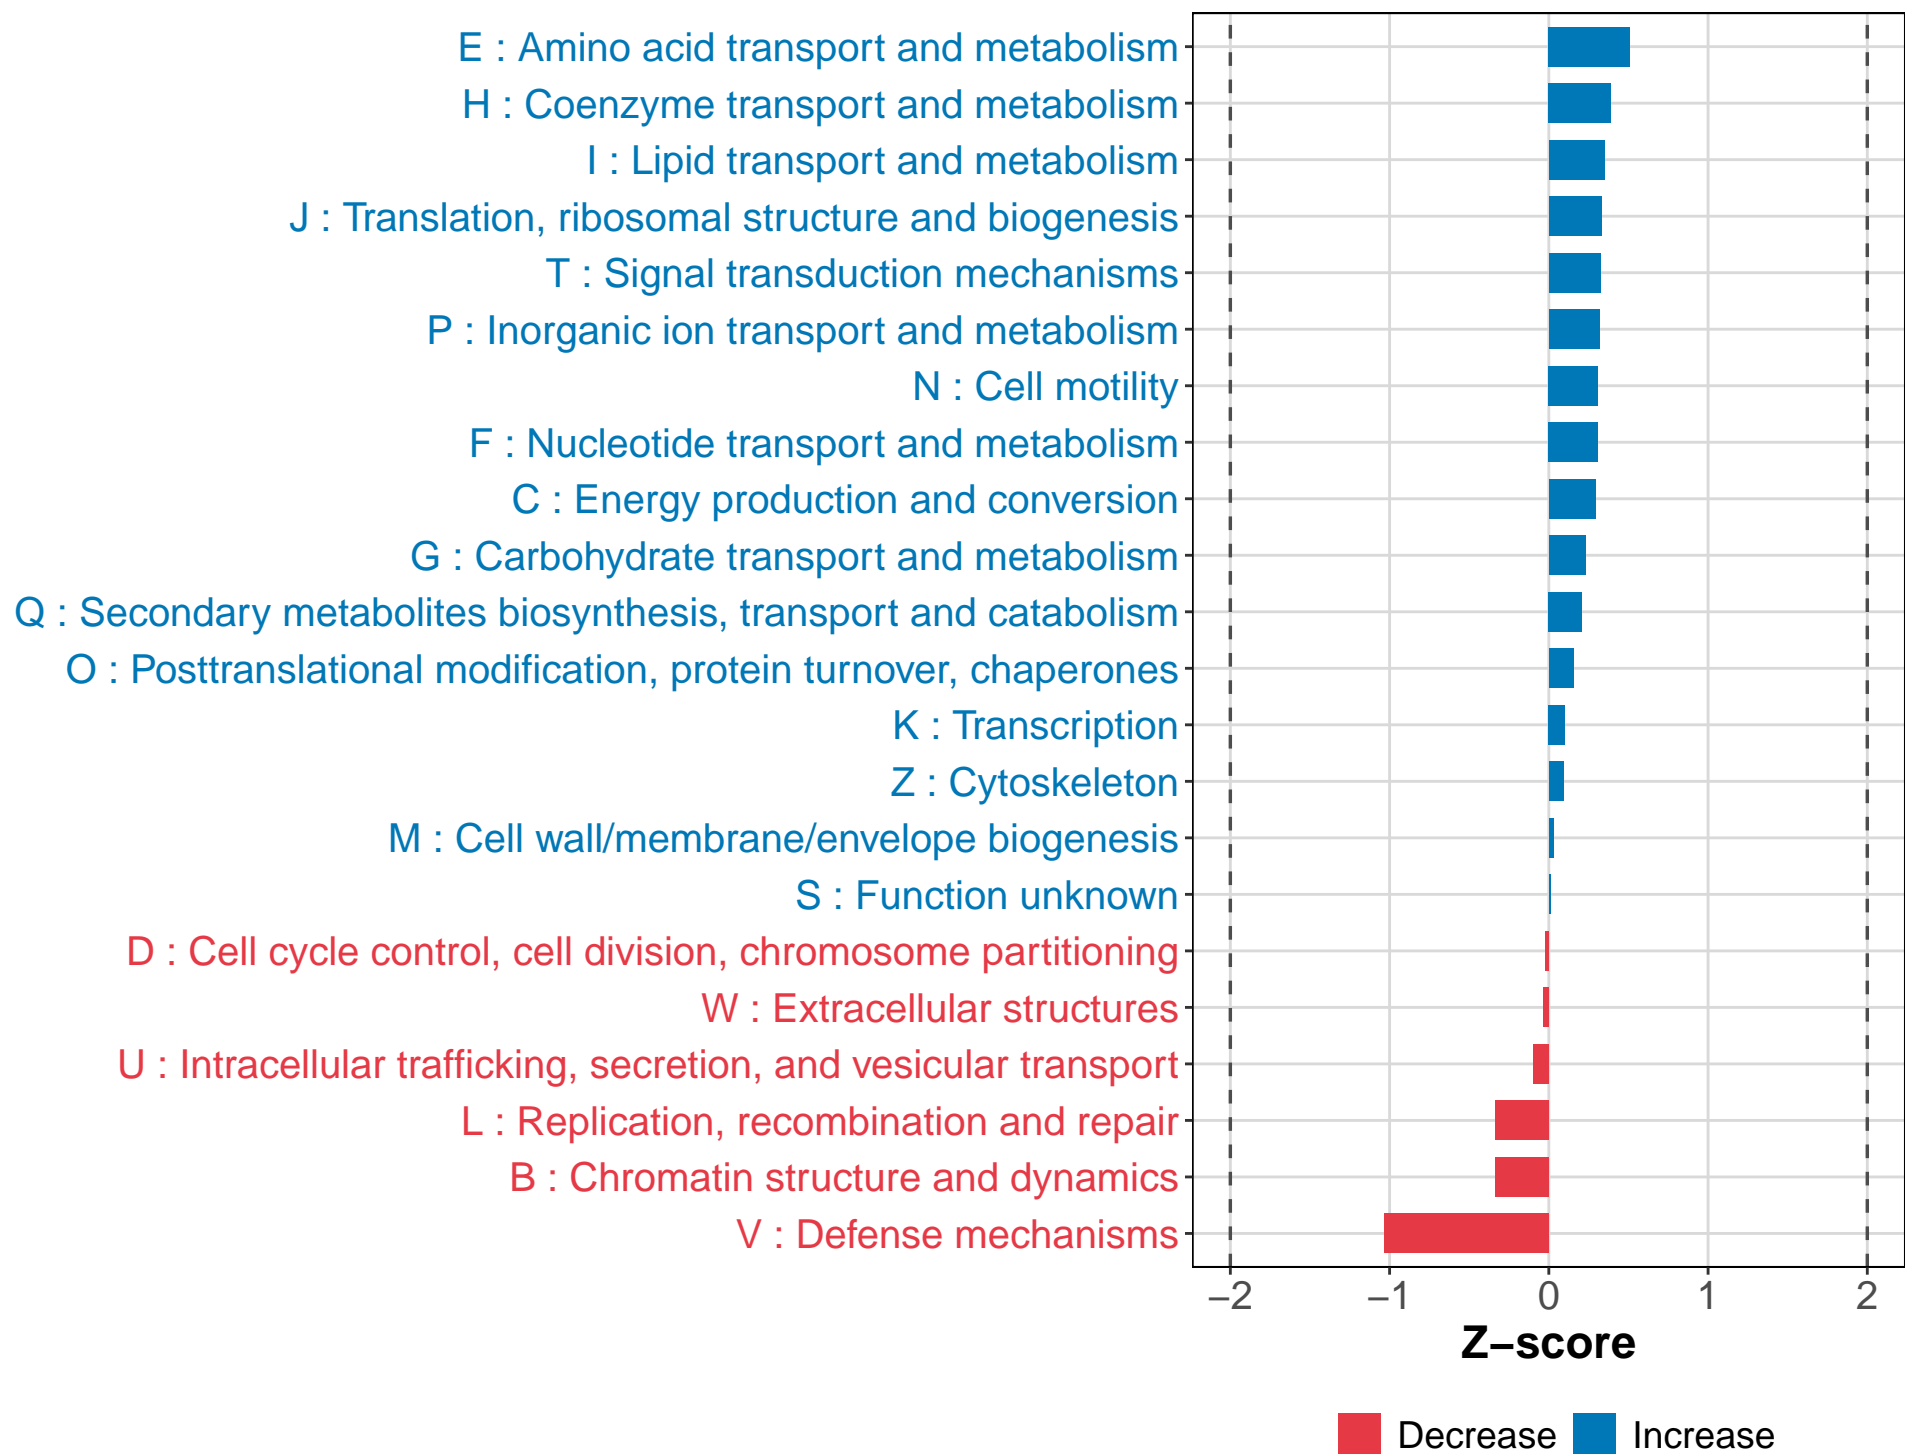 E : Amino acid transport and metabolism
H : Coenzyme transport and metabolism
I : Lipid transport and metabolism
J : Translation, ribosomal structure and biogenesis
T : Signal transduction mechanisms
P : Inorganic ion transport and metabolism
N : Cell motility
F : Nucleotide transport and metabolism
C : Energy production and conversion
G : Carbohydrate transport and metabolism
Q : Secondary metabolites biosynthesis, transport and catabolism
O : Posttranslational modification, protein turnover, chaperones
K : Transcription
Z : Cytoskeleton
M : Cell wall/membrane/envelope biogenesis
S : Function unknown
D : Cell cycle control, cell division, chromosome partitioning
W : Extracellular structures
U : Intracellular trafficking, secretion, and vesicular transport
L : Replication, recombination and repair
B : Chromatin structure and dynamics
V : Defense mechanisms
−2 −1 0 1 2
Z−score
Decrease Increase